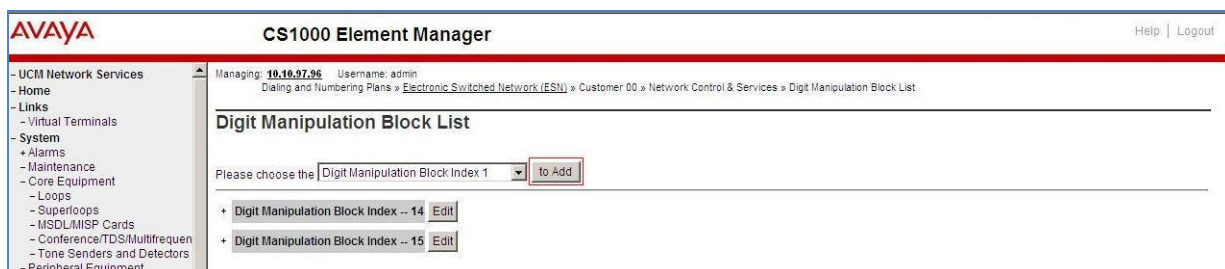 AVAYA
CS1000 Element Manager
Help | Logout
- UCM Network Services
- Home
- Links
- Virtual Terminals
- System
+ Alarms
- Maintenance
- Core Equipment
- Loops
- Superloops
- MSDL/MISP Cards
- Conference/TDS/Multifrequen
- Tone Senders and Detectors
- Peripheral Equipment
Managing: 10.10.97.96 Username: admin
Dialing and Numbering Plans » Electronic Switched Network (ESN) » Customer 00 » Network Control & Services » Digit Manipulation Block List
Digit Manipulation Block List
Please choose the Digit Manipulation Block Index 1 to Add
+ Digit Manipulation Block Index -- 14 Edit
+ Digit Manipulation Block Index -- 15 Edit